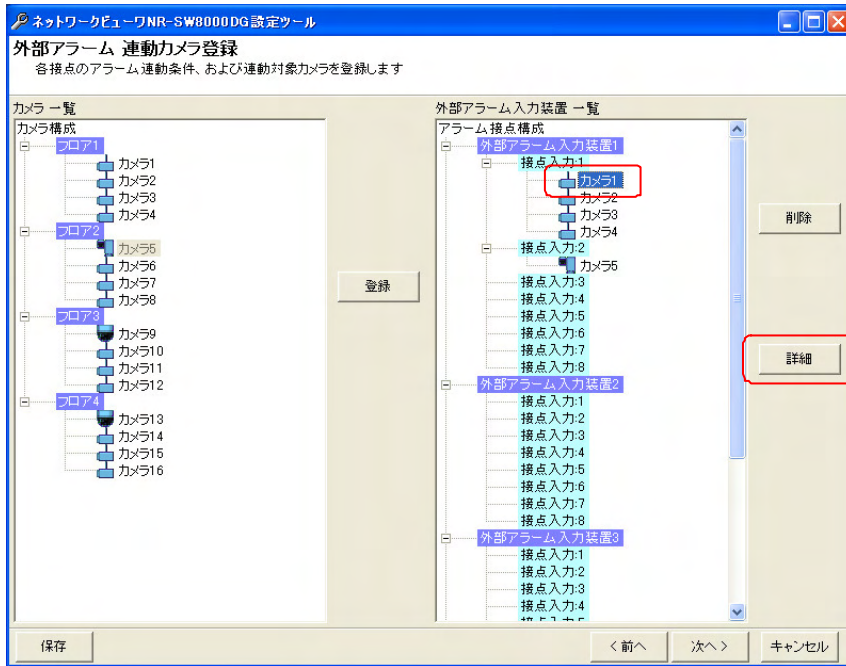 ネットワークビューワNR-SW8000DG設定ツール
外部アラーム 連動カメラ登録
各接点のアラーム連動条件、および連動対象カメラを登録します
カメラ 一覧
カメラ構成
フロア1
カメラ1
カメラ2
カメラ3
カメラ4
フロア2
カメラ5
カメラ6
カメラ7
カメラ8
フロア3
カメラ9
カメラ10
カメラ11
カメラ12
フロア4
カメラ13
カメラ14
カメラ15
カメラ16
登録
外部アラーム入力装置 一覧
アラーム接点構成
外部アラーム入力装置1
接点入力:1
カメラ1
カメラ2
カメラ3
カメラ4
接点入力:2
カメラ5
接点入力:3
接点入力:4
接点入力:5
接点入力:6
接点入力:7
接点入力:8
外部アラーム入力装置2
接点入力:1
接点入力:2
接点入力:3
接点入力:4
接点入力:5
接点入力:6
接点入力:7
接点入力:8
外部アラーム入力装置3
接点入力:1
接点入力:2
接点入力:3
接点入力:4
削除
詳細
保存
< 前へ
次へ >
キャンセル